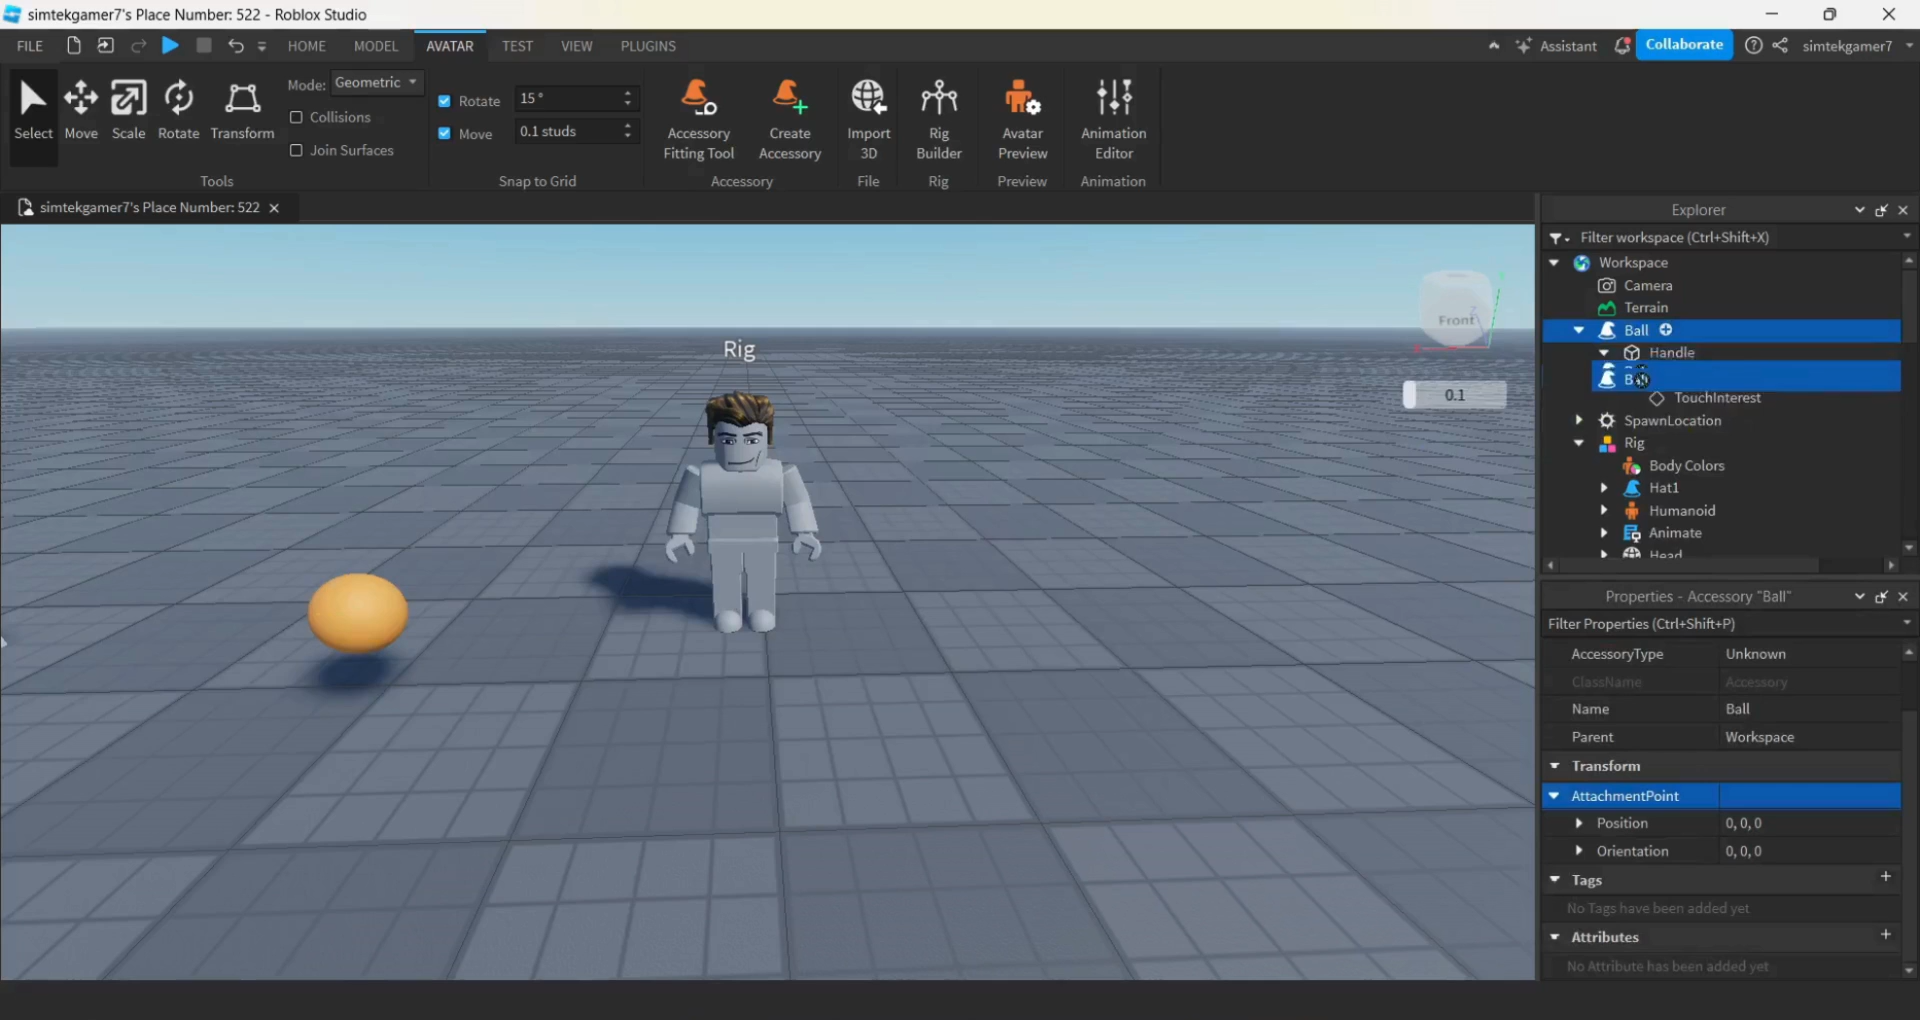 simtekgamer7's Place Number: 522 - Roblox Studio
FILE HOME MODEL AVATAR TEST VIEW PLUGINS Assistant Collaborate simtekgamer7
Select Move Scale Rotate Transform
Mode: Geometric
Collisions
Join Surfaces
Tools
Rotate 15 °
Move 0.1 studs
Snap to Grid
Accessory Fitting Tool
Create Accessory
Accessory
Import 3D
File
Rig Builder
Rig
Avatar Preview
Preview
Animation Editor
Animation
simtekgamer7's Place Number: 522
Rig
Front
0.1
Explorer
Filter workspace (Ctrl+Shift+X)
Workspace
Camera
Terrain
Ball
Handle
TouchInterest
SpawnLocation
Rig
Body Colors
Hat1
Humanoid
Animate
Head
Properties - Accessory "Ball"
Filter Properties (Ctrl+Shift+P)
AccessoryType Unknown
ClassName Accessory
Name Ball
Parent Workspace
Transform
AttachmentPoint
Position 0, 0, 0
Orientation 0, 0, 0
Tags
No Tags have been added yet
Attributes
No Attribute has been added yet